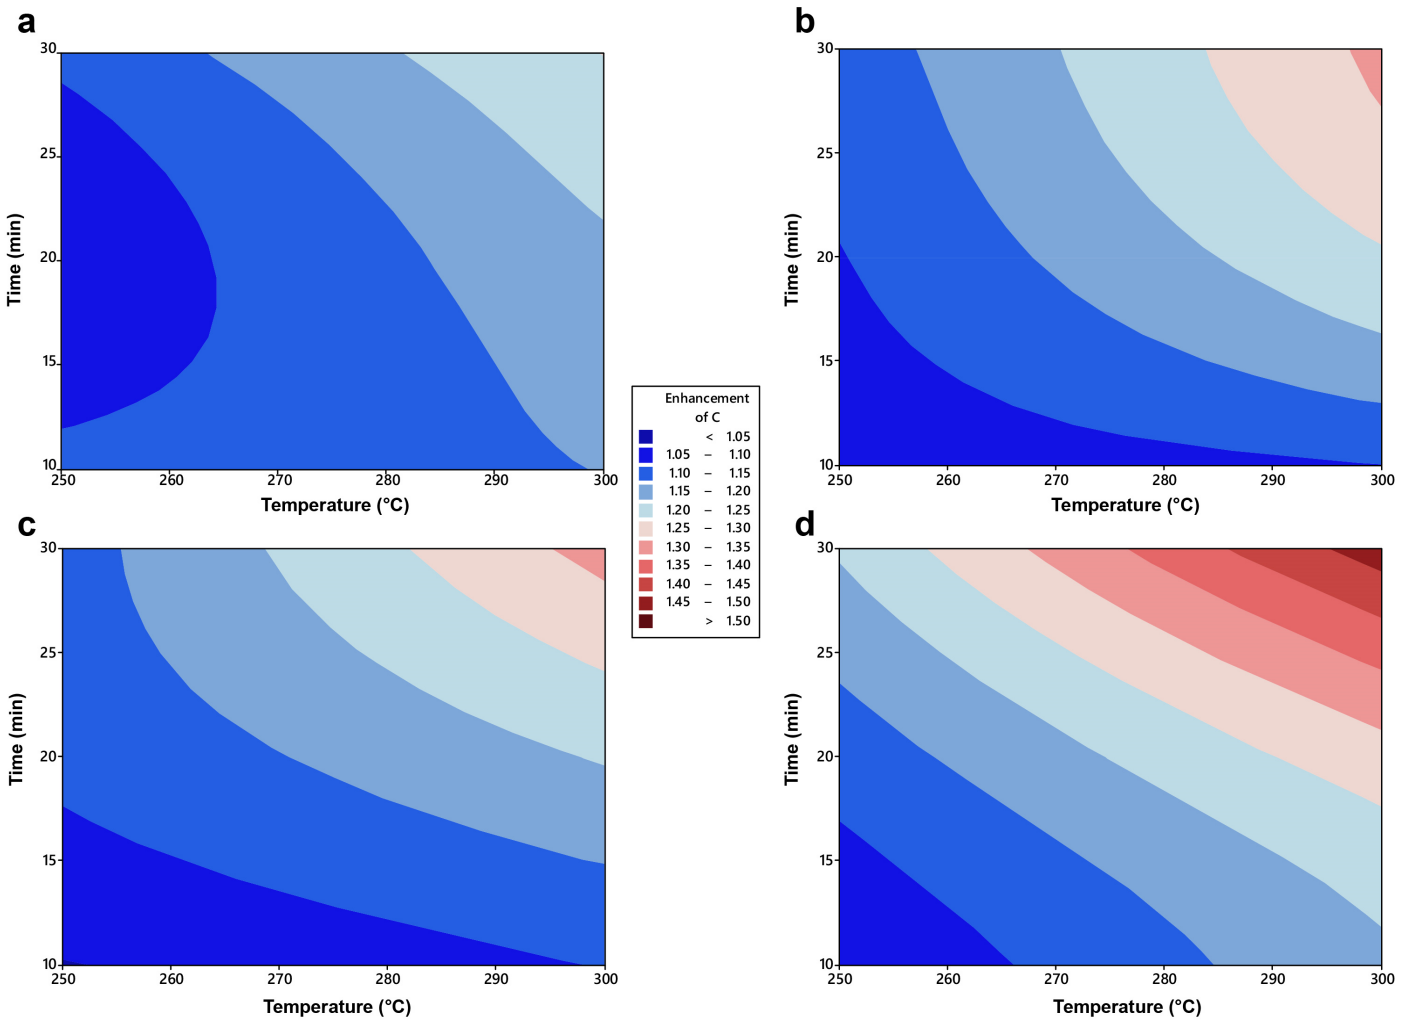 a
30
25
20
15
10
Time (min)
250 260 270 280 290 300
Temperature (°C)
b
30
25
20
15
10
Time (min)
250 260 270 280 290 300
Temperature (°C)
Enhancement
of C
< 1.05
1.05 – 1.10
1.10 – 1.15
1.15 – 1.20
1.20 – 1.25
1.25 – 1.30
1.30 – 1.35
1.35 – 1.40
1.40 – 1.45
1.45 – 1.50
> 1.50
c
30
25
20
15
10
Time (min)
250 260 270 280 290 300
Temperature (°C)
d
30
25
20
15
10
Time (min)
250 260 270 280 290 300
Temperature (°C)